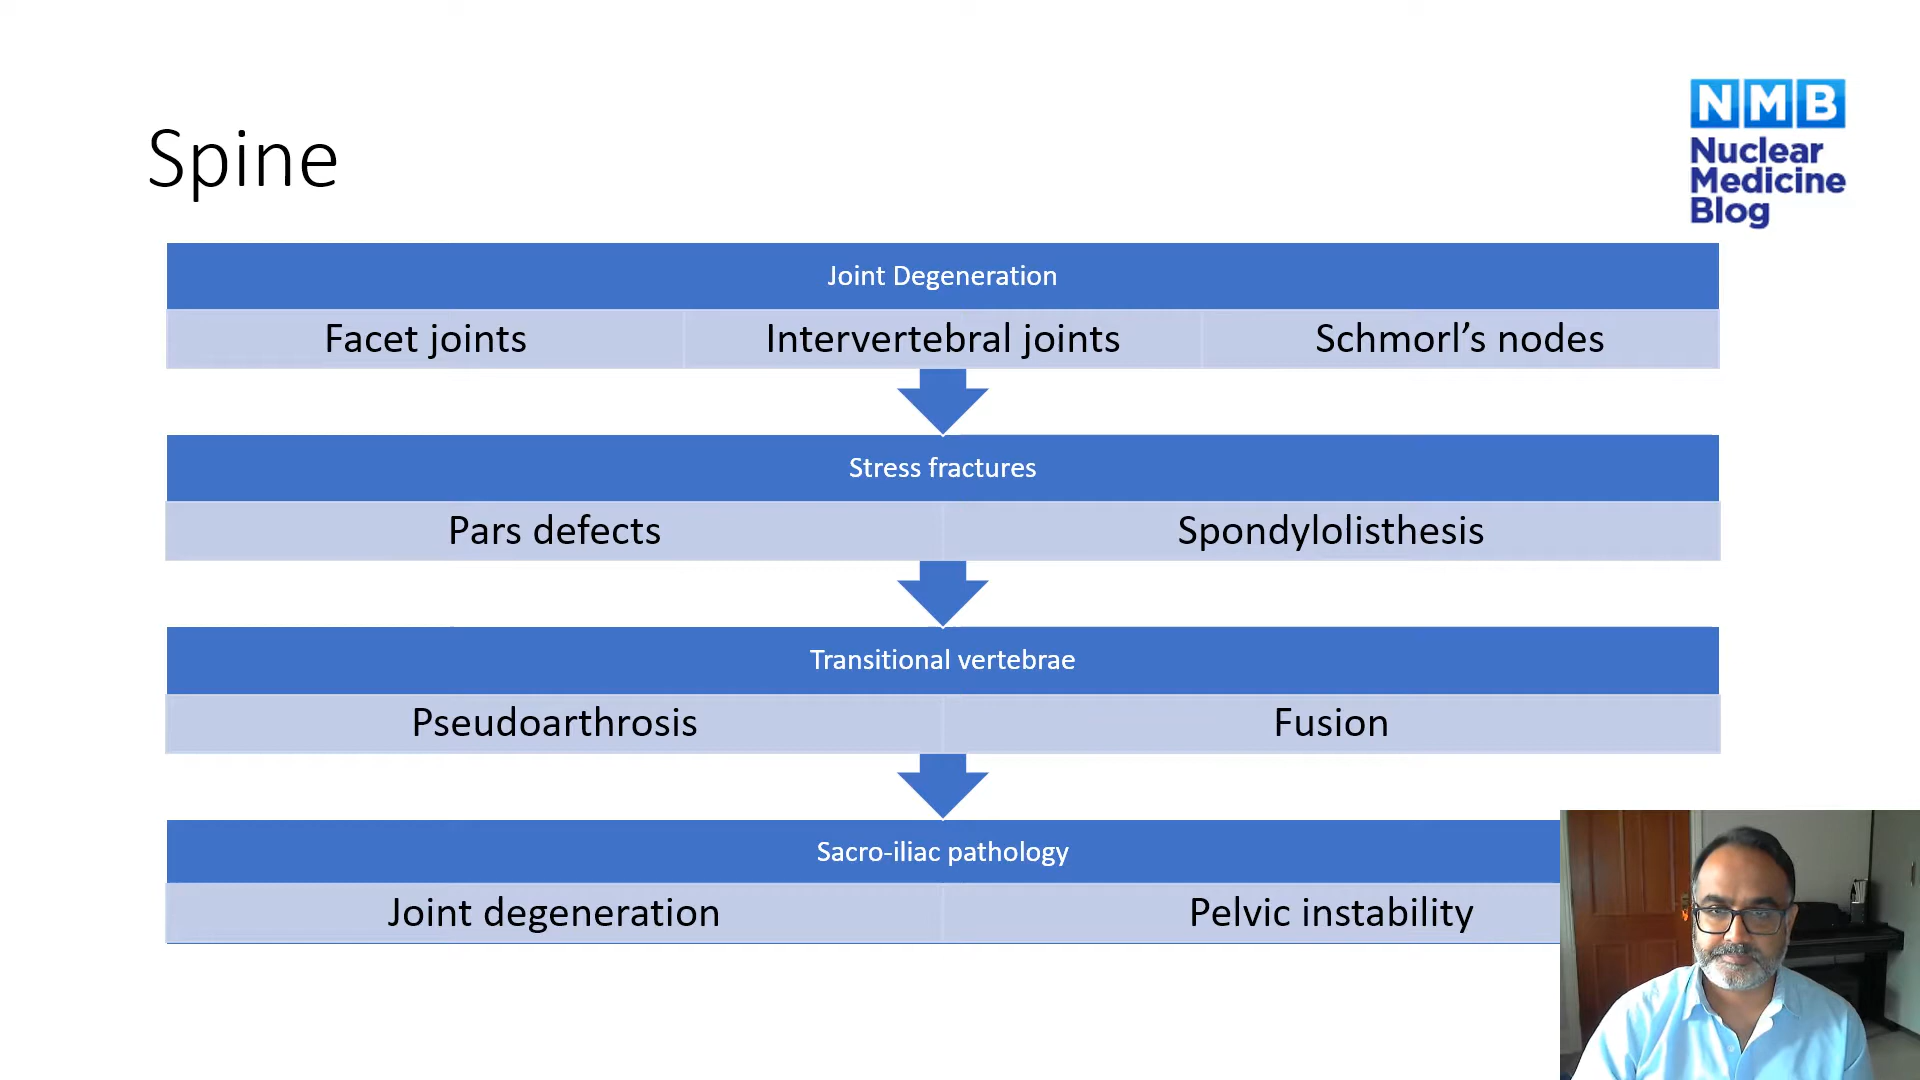 Spine
NMB
Nuclear
Medicine
Blog
Joint Degeneration
Facet joints
Intervertebral joints
Schmorl’s nodes
Stress fractures
Pars defects
Spondylolisthesis
Transitional vertebrae
Pseudoarthrosis
Fusion
Sacro-iliac pathology
Joint degeneration
Pelvic instability